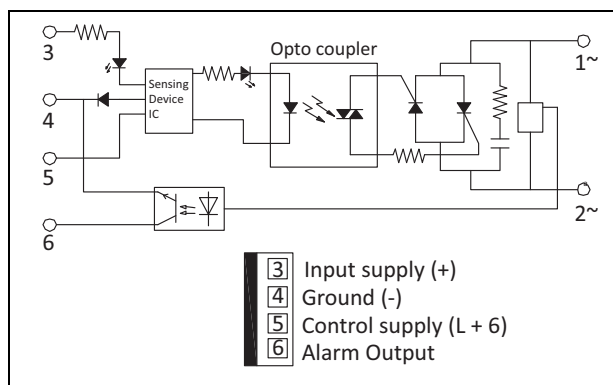 Opto coupler
3
1~
Sensing
Device
IC
4
5
2~
6
3 Input supply (+)
4 Ground (-)
5 Control supply (L + 6)
6 Alarm Output